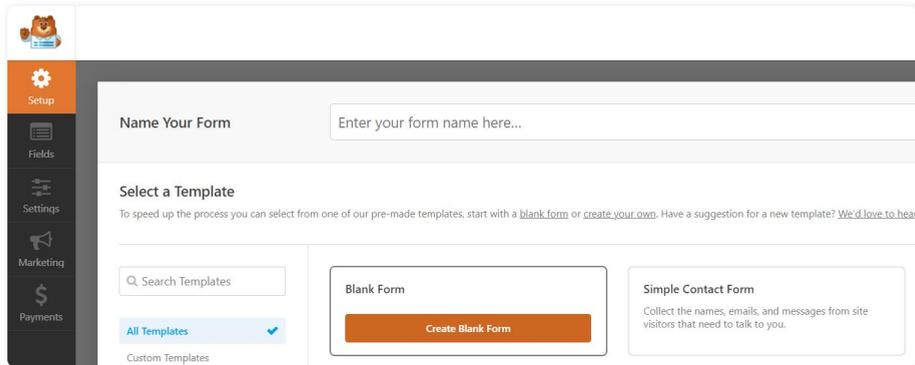 Setup
Fields
Settings
Marketing
Payments
Name Your Form
Enter your form name here...
Select a Template
To speed up the process you can select from one of our pre-made templates, start with a blank form or create your own. Have a suggestion for a new template? We'd love to hear
Search Templates
All Templates
Custom Templates
Blank Form
Create Blank Form
Simple Contact Form
Collect the names, emails, and messages from site
visitors that need to talk to you.